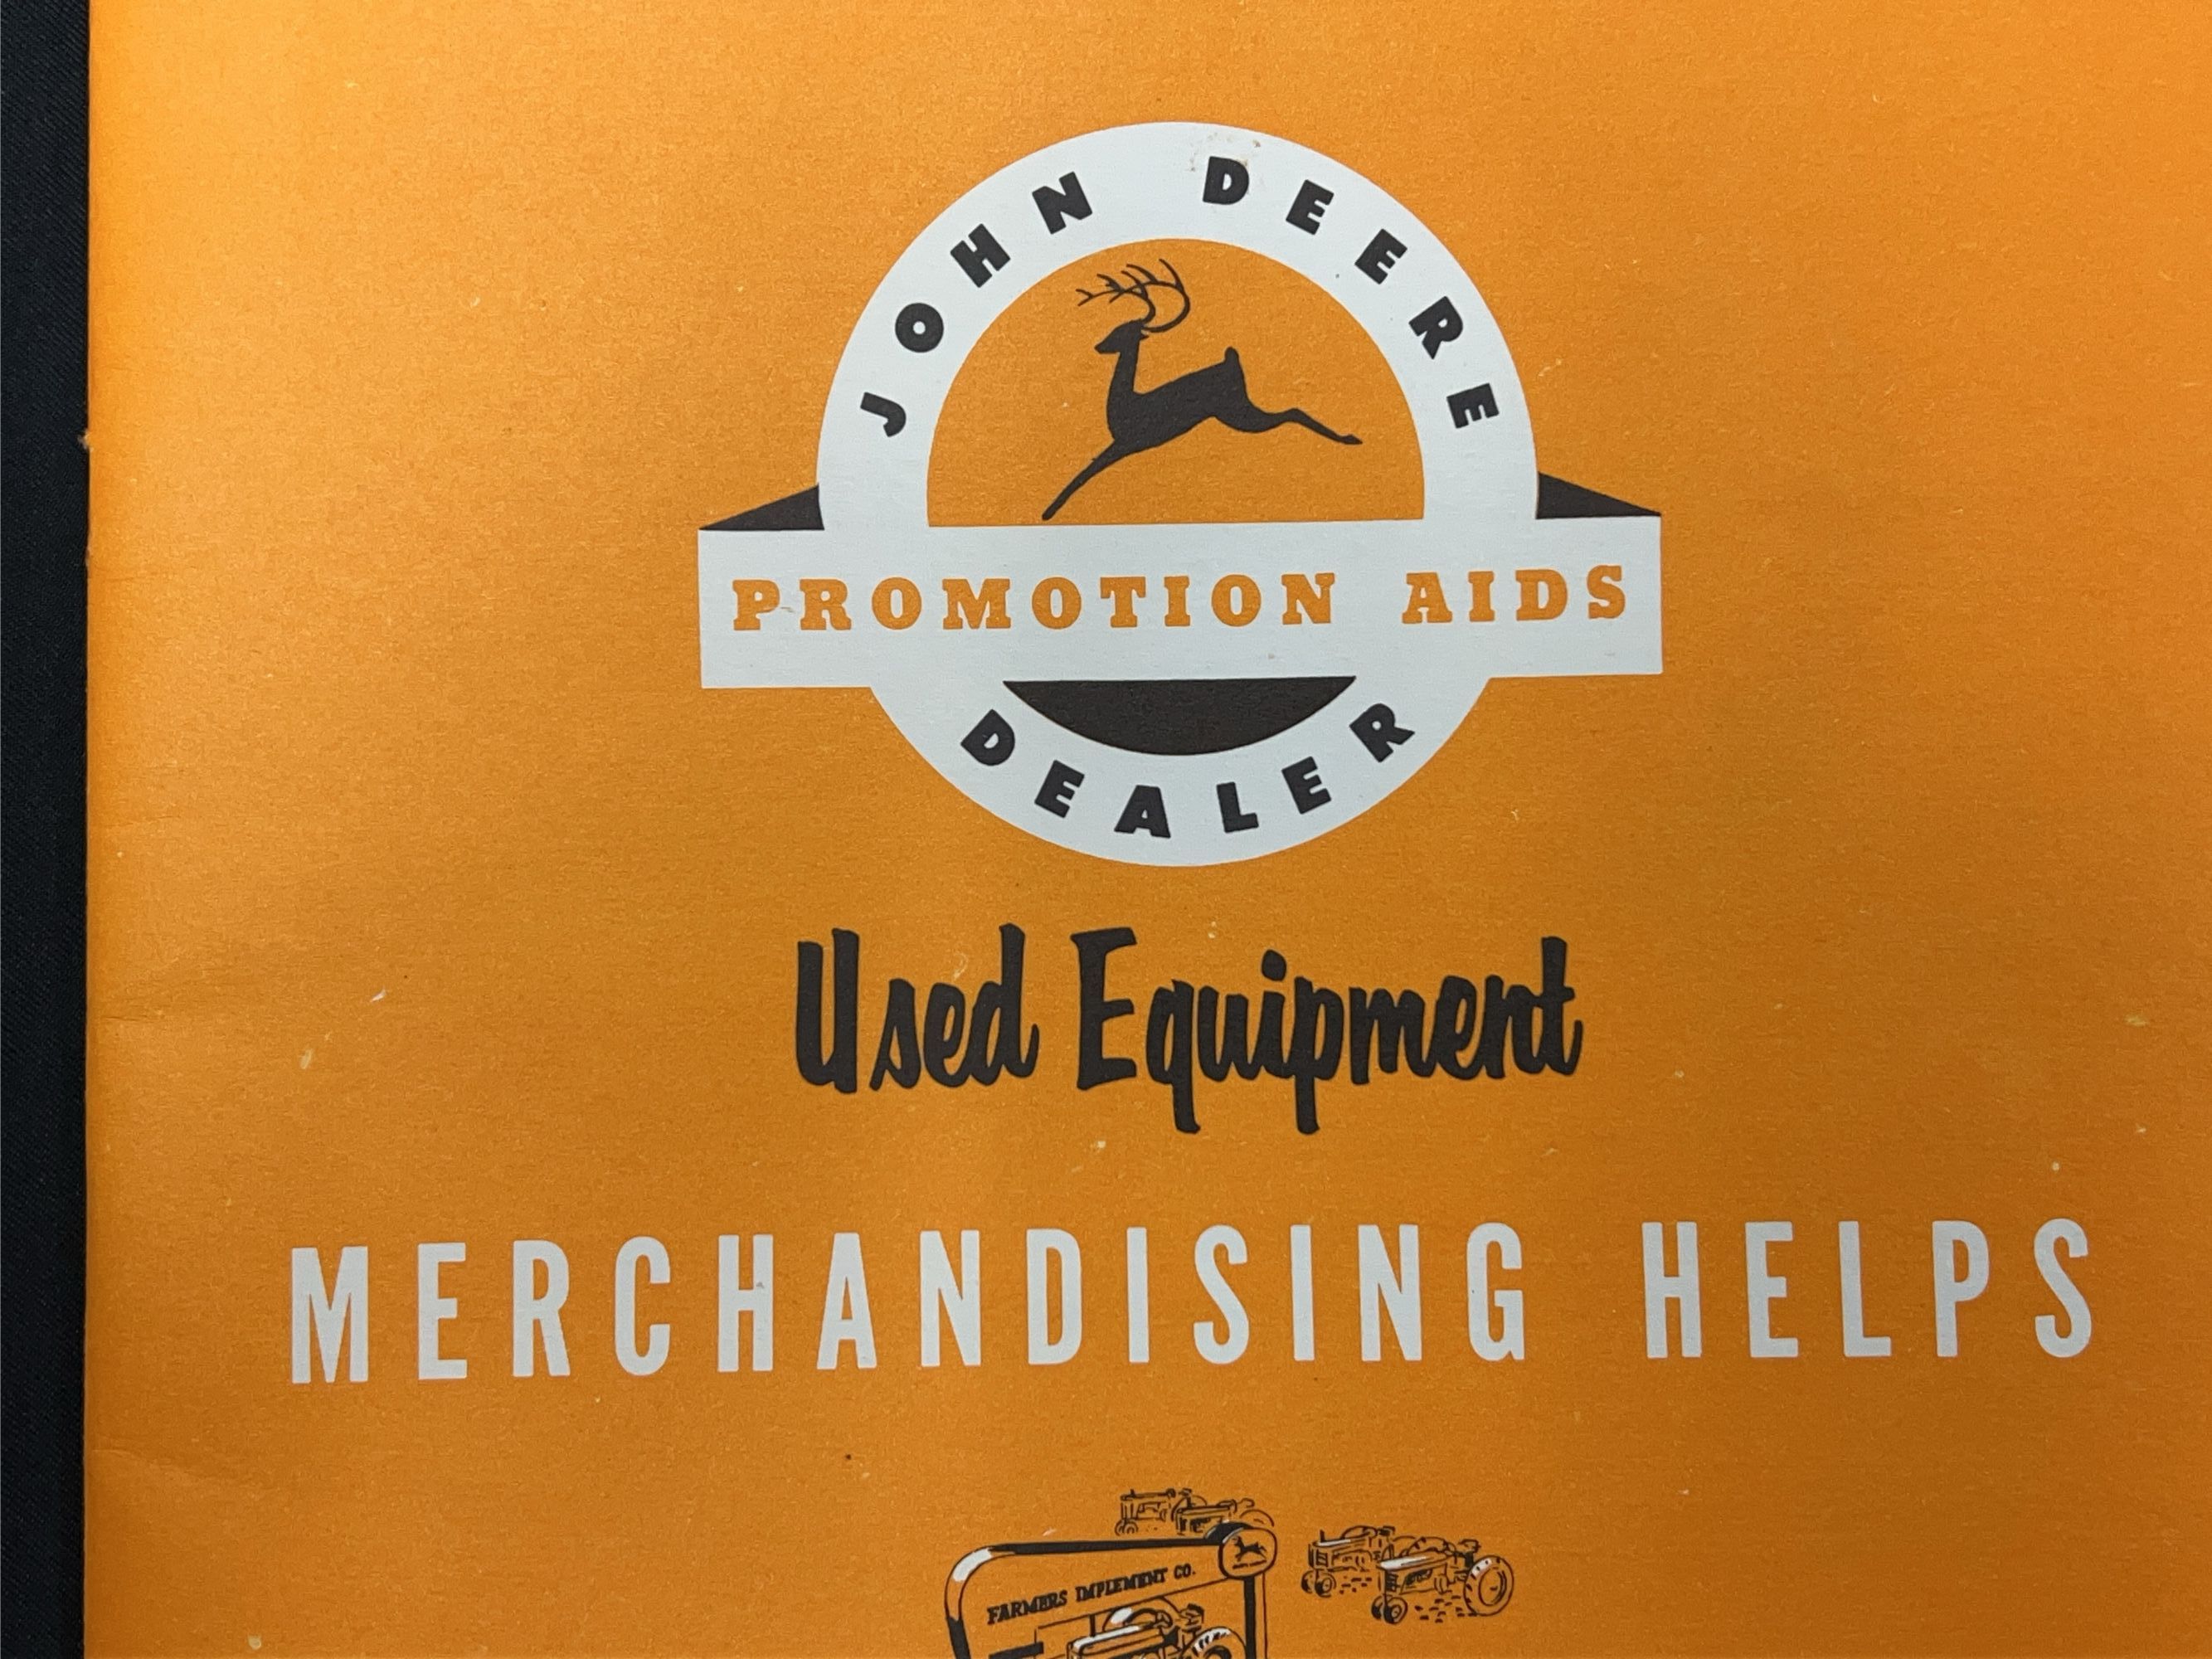 JOHN DEERE
PROMOTION AIDS
DEALER
Used Equipment
MERCHANDISING HELPS
FARMERS IMPLEMENT CO.